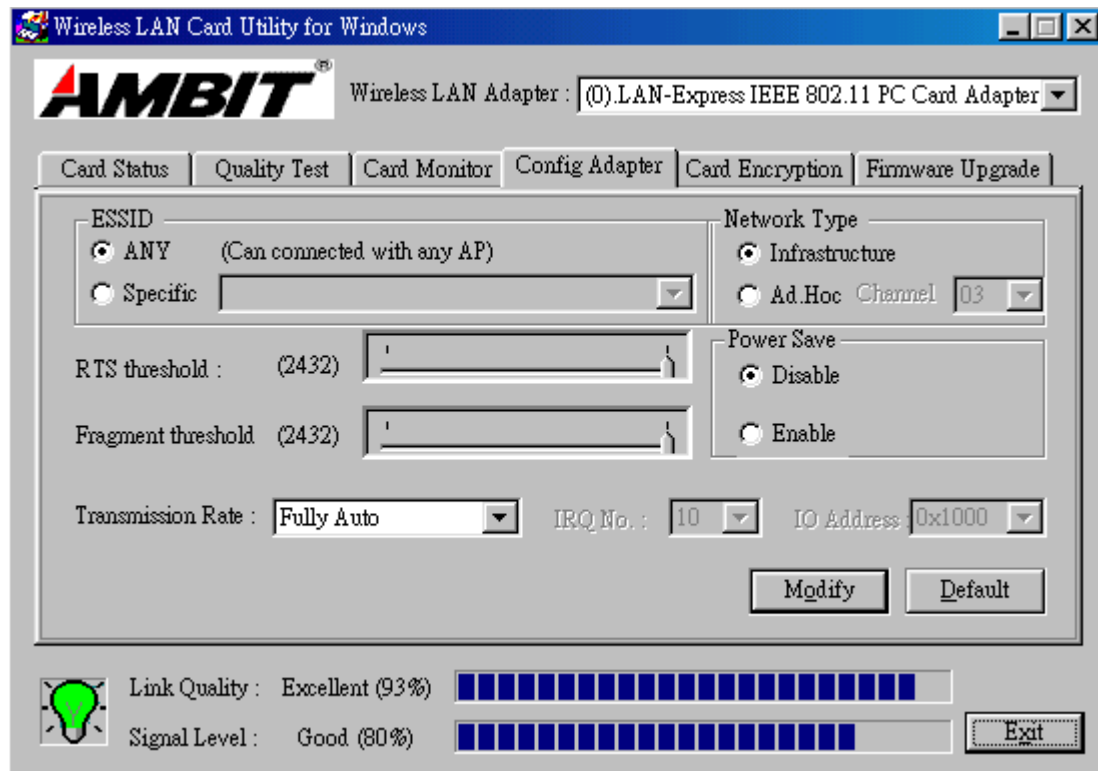 Wireless LAN Card Utility for Windows
AMBIT®
Wireless LAN Adapter : (0).LAN-Express IEEE 802.11 PC Card Adapter
Card Status Quality Test Card Monitor Config Adapter Card Encryption Firmware Upgrade
ESSID
ANY (Can connected with any AP)
Specific
Network Type
Infrastructure
Ad.Hoc Channel 03
RTS threshold : (2432)
Fragment threshold (2432)
Power Save
Disable
Enable
Transmission Rate : Fully Auto IRQ No. : 10 IO Address : 0x1000
Modify Default
Link Quality : Excellent (93%)
Signal Level : Good (80%)
Exit